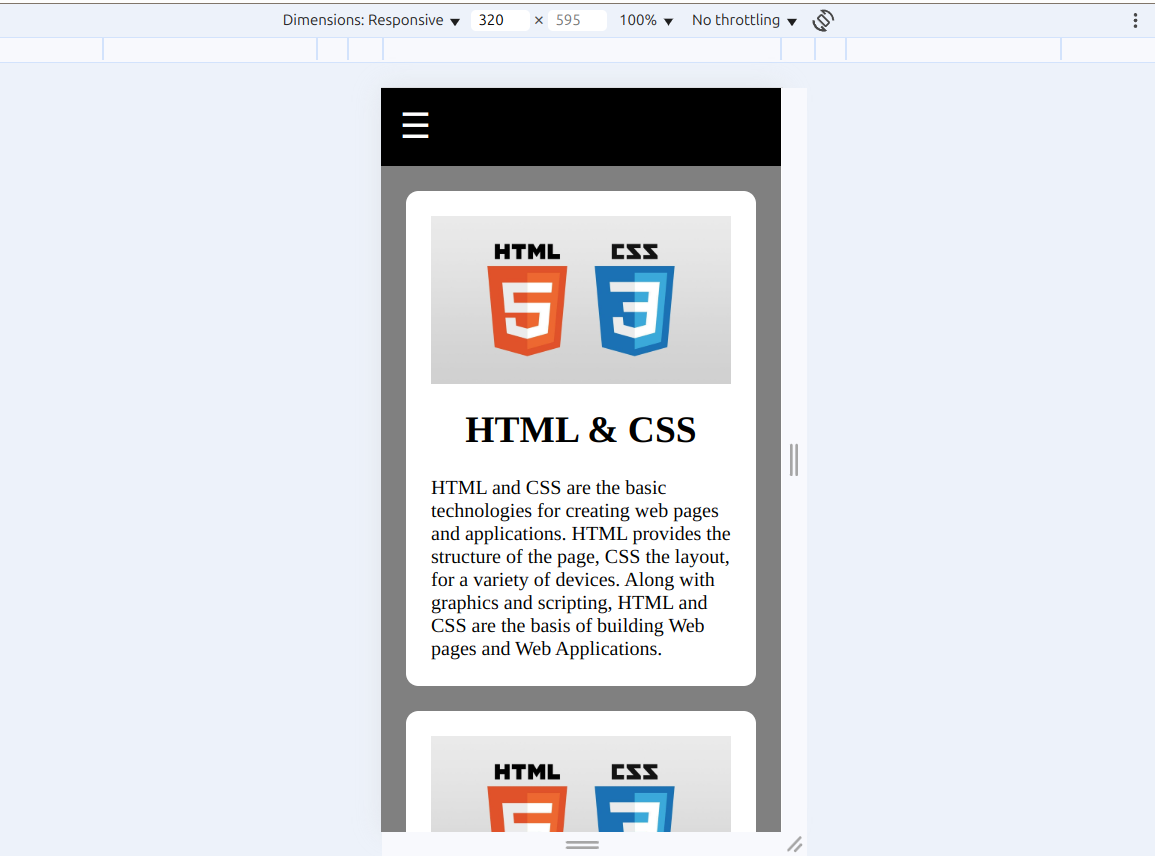 Dimensions: Responsive ▼ 320 × 595 100% ▼ No throttling ▼
☰
HTML CSS
5 3
HTML & CSS
HTML and CSS are the basic
technologies for creating web pages
and applications. HTML provides the
structure of the page, CSS the layout,
for a variety of devices. Along with
graphics and scripting, HTML and
CSS are the basis of building Web
pages and Web Applications.
HTML CSS